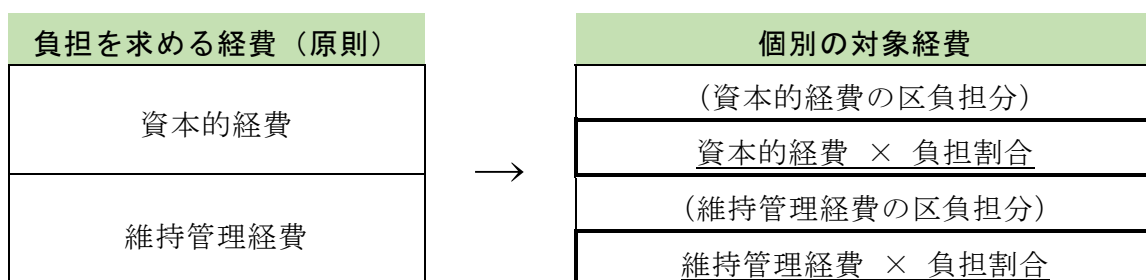 負担を求める経費（原則）
資本的経費
維持管理経費
→
個別の対象経費
（資本的経費の区負担分）
資本的経費 × 負担割合
（維持管理経費の区負担分）
維持管理経費 × 負担割合